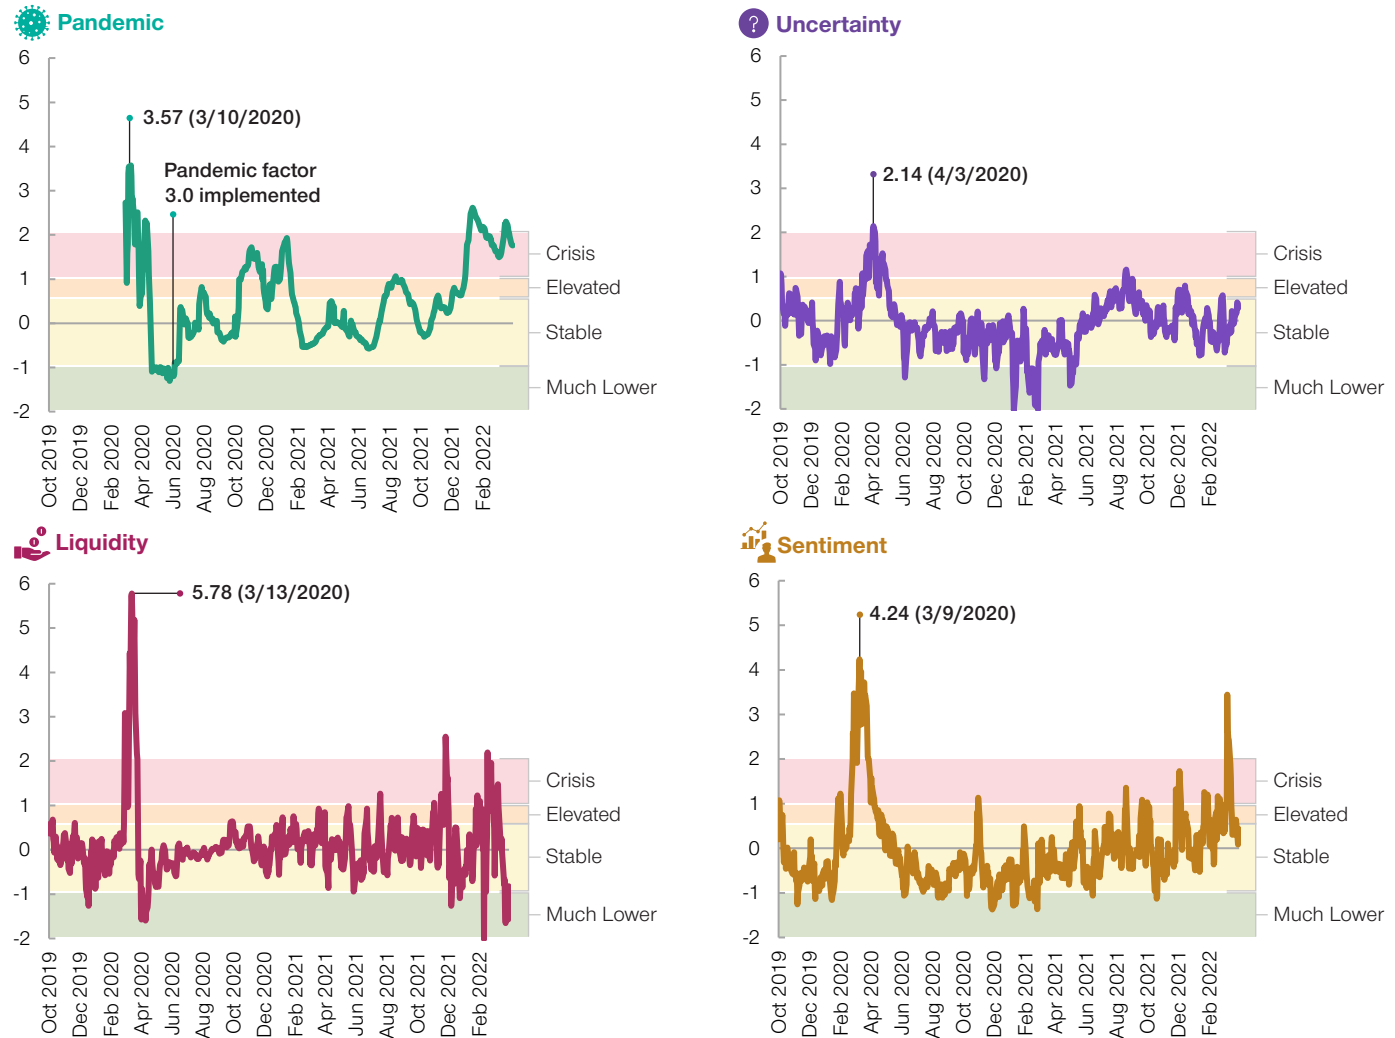 Pandemic
6
5
4
3
2
1
0
-1
-2
3.57 (3/10/2020)
Pandemic factor
3.0 implemented
Crisis
Elevated
Stable
Much Lower
Oct 2019
Dec 2019
Feb 2020
Apr 2020
Jun 2020
Aug 2020
Oct 2020
Dec 2020
Feb 2021
Apr 2021
Jun 2021
Aug 2021
Oct 2021
Dec 2021
Feb 2022
?
Uncertainty
6
5
4
3
2
1
0
-1
-2
2.14 (4/3/2020)
Crisis
Elevated
Stable
Much Lower
Oct 2019
Dec 2019
Feb 2020
Apr 2020
Jun 2020
Aug 2020
Oct 2020
Dec 2020
Feb 2021
Apr 2021
Jun 2021
Aug 2021
Oct 2021
Dec 2021
Feb 2022
Liquidity
6
5
4
3
2
1
0
-1
-2
5.78 (3/13/2020)
Crisis
Elevated
Stable
Much Lower
Oct 2019
Dec 2019
Feb 2020
Apr 2020
Jun 2020
Aug 2020
Oct 2020
Dec 2020
Feb 2021
Apr 2021
Jun 2021
Aug 2021
Oct 2021
Dec 2021
Feb 2022
Sentiment
6
5
4
3
2
1
0
-1
-2
4.24 (3/9/2020)
Crisis
Elevated
Stable
Much Lower
Oct 2019
Dec 2019
Feb 2020
Apr 2020
Jun 2020
Aug 2020
Oct 2020
Dec 2020
Feb 2021
Apr 2021
Jun 2021
Aug 2021
Oct 2021
Dec 2021
Feb 2022